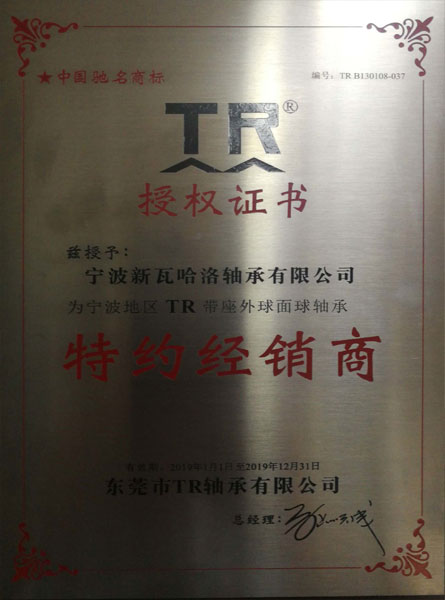 ★中国驰名商标
编号：TR B130108-037
TR®
授权证书
兹授予：
宁波新瓦哈洛轴承有限公司
为宁波地区 TR 带座外球面球轴承
特约经销商
有效期：2019年1月1日至2019年12月31日
东莞市TR轴承有限公司
总经理：